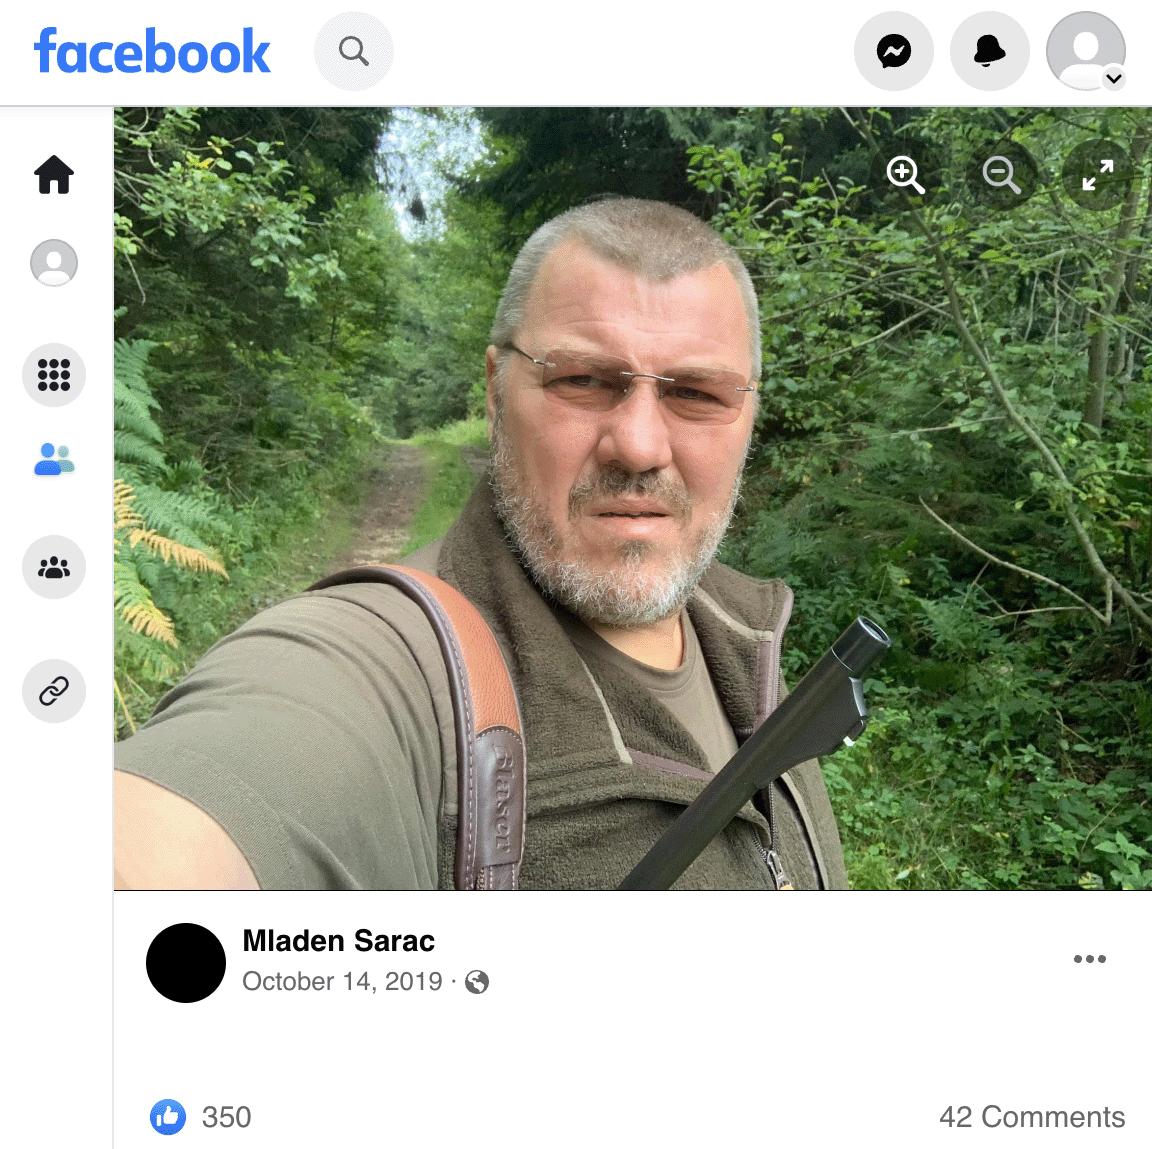 facebook
Blaser
Mladen Sarac
October 14, 2019 ·
350
42 Comments